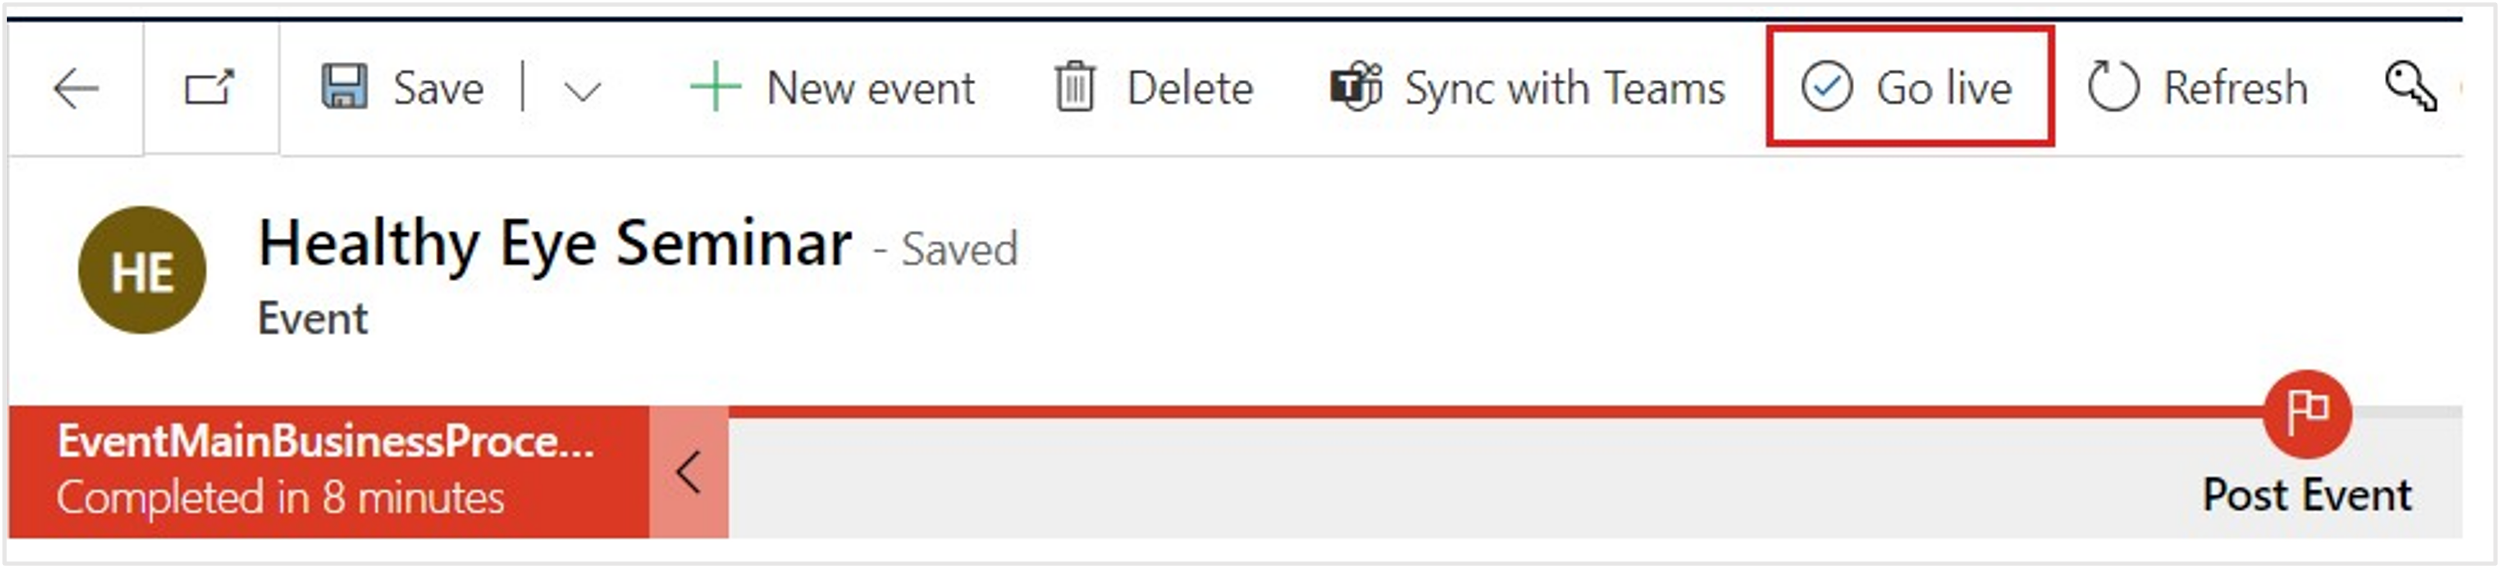 Save New event Delete Sync with Teams Go live Refresh
HE
Healthy Eye Seminar - Saved
Event
EventMainBusinessProce...
Completed in 8 minutes
Post Event